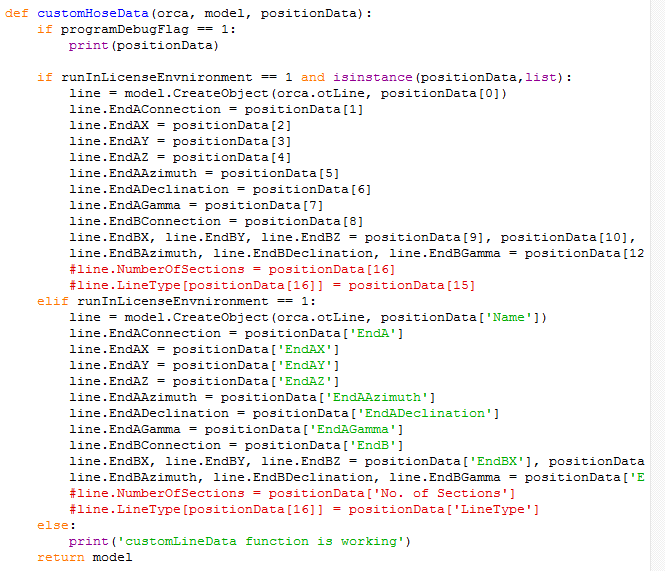 def customHoseData(orca, model, positionData):
    if programDebugFlag == 1:
        print(positionData)

    if runInLicenseEnvnironment == 1 and isinstance(positionData,list):
        line = model.CreateObject(orca.otLine, positionData[0])
        line.EndAConnection = positionData[1]
        line.EndAX = positionData[2]
        line.EndAY = positionData[3]
        line.EndAZ = positionData[4]
        line.EndAAzimuth = positionData[5]
        line.EndADeclination = positionData[6]
        line.EndAGamma = positionData[7]
        line.EndBConnection = positionData[8]
        line.EndBX, line.EndBY, line.EndBZ = positionData[9], positionData[10],
        line.EndBAzimuth, line.EndBDeclination, line.EndBGamma = positionData[12
        #line.NumberOfSections = positionData[16]
        #line.LineType[positionData[16]] = positionData[15]
    elif runInLicenseEnvnironment == 1:
        line = model.CreateObject(orca.otLine, positionData['Name'])
        line.EndAConnection = positionData['EndA']
        line.EndAX = positionData['EndAX']
        line.EndAY = positionData['EndAY']
        line.EndAZ = positionData['EndAZ']
        line.EndAAzimuth = positionData['EndAAzimuth']
        line.EndADeclination = positionData['EndADeclination']
        line.EndAGamma = positionData['EndAGamma']
        line.EndBConnection = positionData['EndB']
        line.EndBX, line.EndBY, line.EndBZ = positionData['EndBX'], positionData
        line.EndBAzimuth, line.EndBDeclination, line.EndBGamma = positionData['E
        #line.NumberOfSections = positionData['No. of Sections']
        #line.LineType[positionData[16]] = positionData['LineType']
    else:
        print('customLineData function is working')
    return model